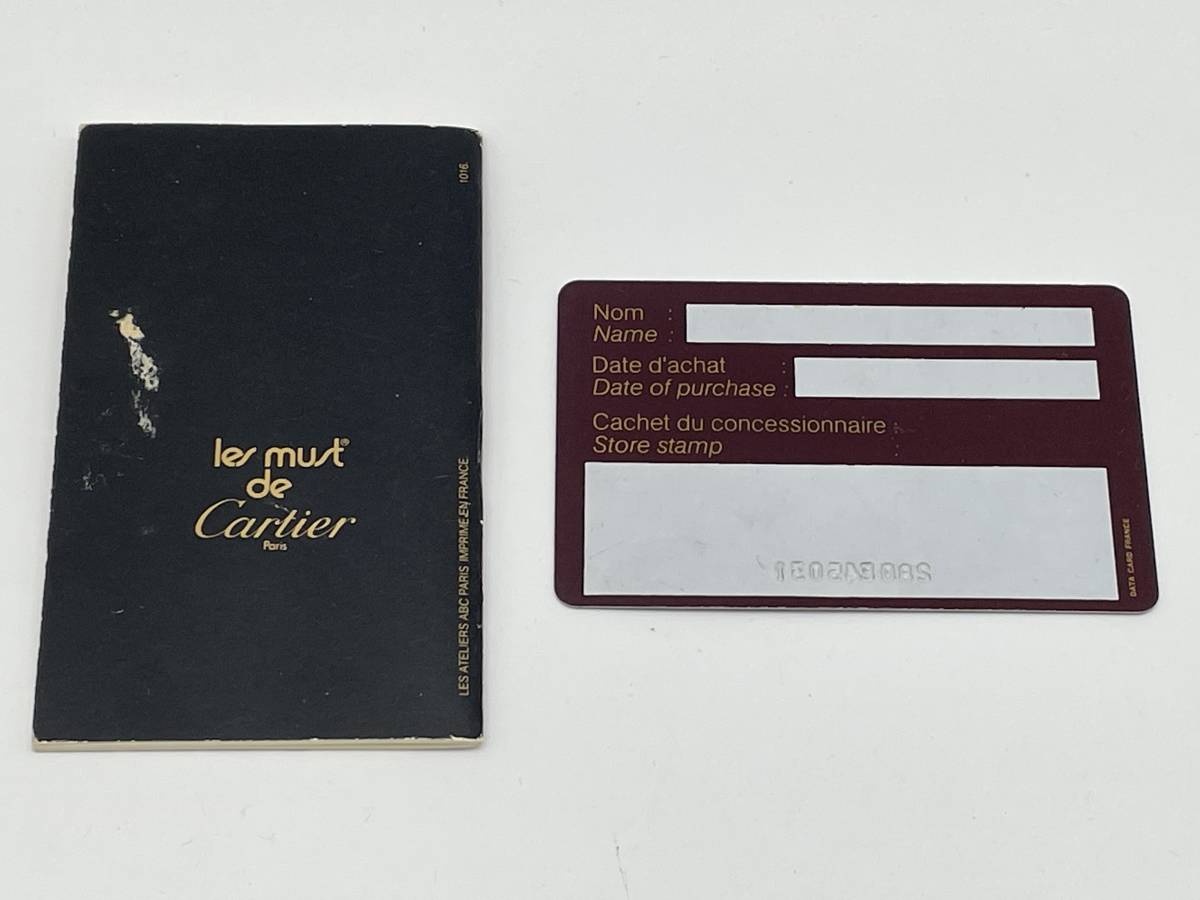 1016.
les must®
de
Cartier
Paris
LES ATELIERS ABC PARIS IMPRIME EN FRANCE
Nom :
Name :
Date d'achat :
Date of purchase :
Cachet du concessionnaire :
Store stamp :
DATA CARD FRANCE